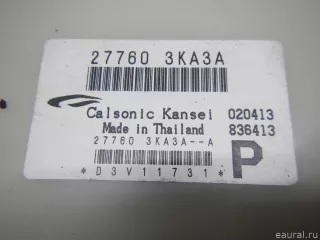 27760 3KA3A
Calsonic Kansei 020413
Made in Thailand 836413
27760 3KA3A--A
P
*D3V11731*
eaural.ru